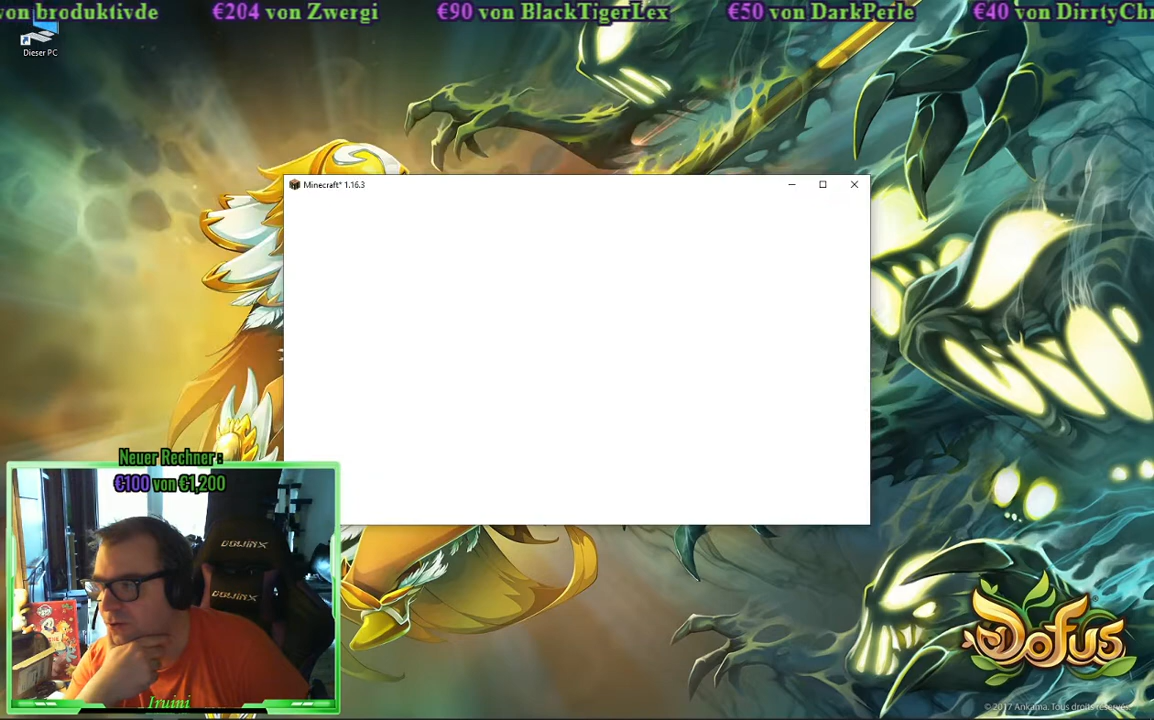 von broduktivde €204 von Zwergi €90 von BlackTigerLex €50 von DarkPerle €40 von DirrtyChr
Dieser PC
Minecraft* 1.16.3
Neuer Rechner :
€100 von €1,200
Iruini
DOFUS
© 2017 Ankama. Tous droits réservés.